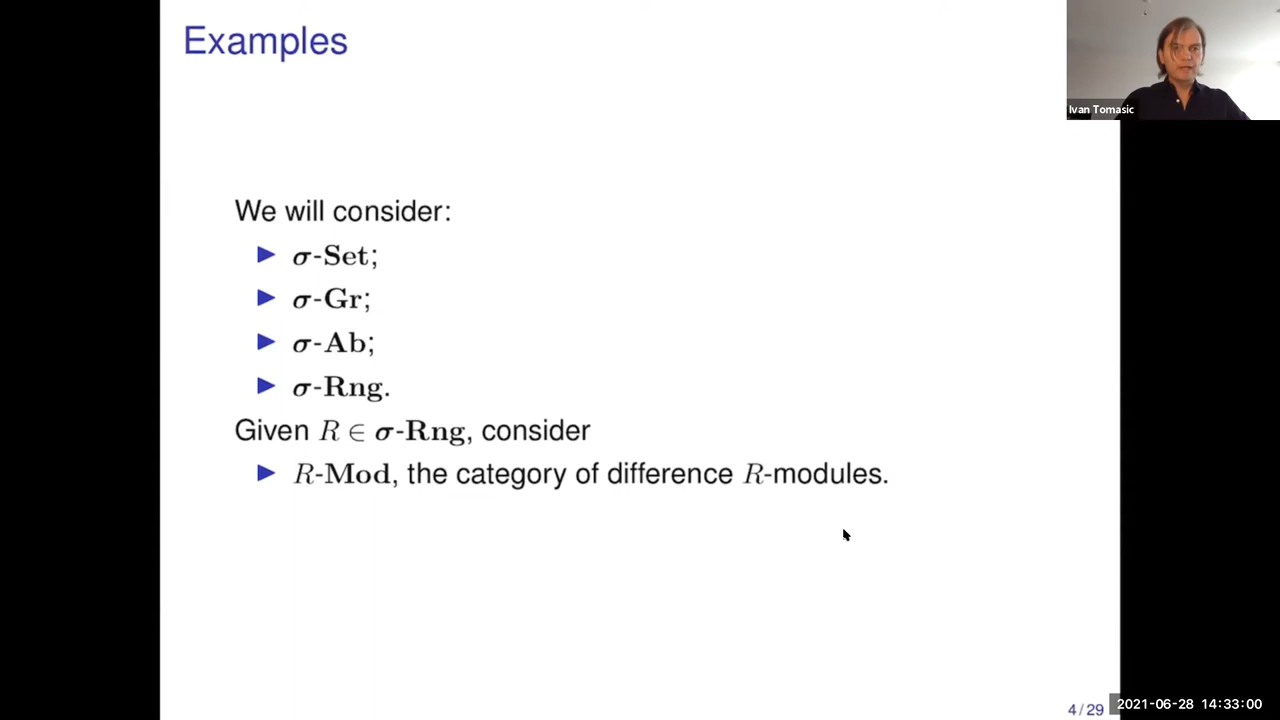 Examples
Ivan Tomasic
We will consider:
▶ σ-Set;
▶ σ-Gr;
▶ σ-Ab;
▶ σ-Rng.
Given R ∈ σ-Rng, consider
▶ R-Mod, the category of difference R-modules.
4 / 29
2021-06-28 14:33:00